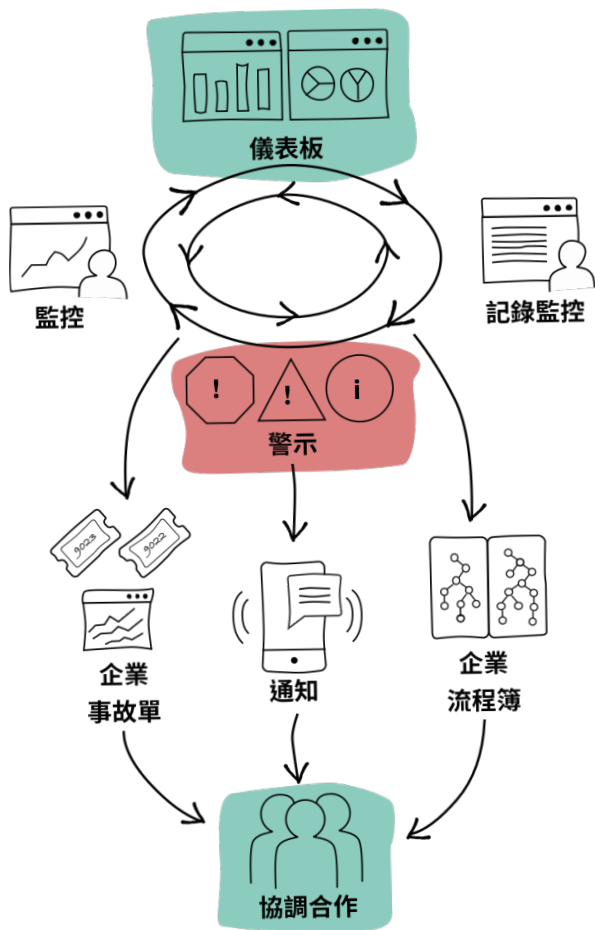 儀表板
監控
記錄監控
!
!
i
警示
9023
9022
企業
事故單
通知
企業
流程簿
協調合作